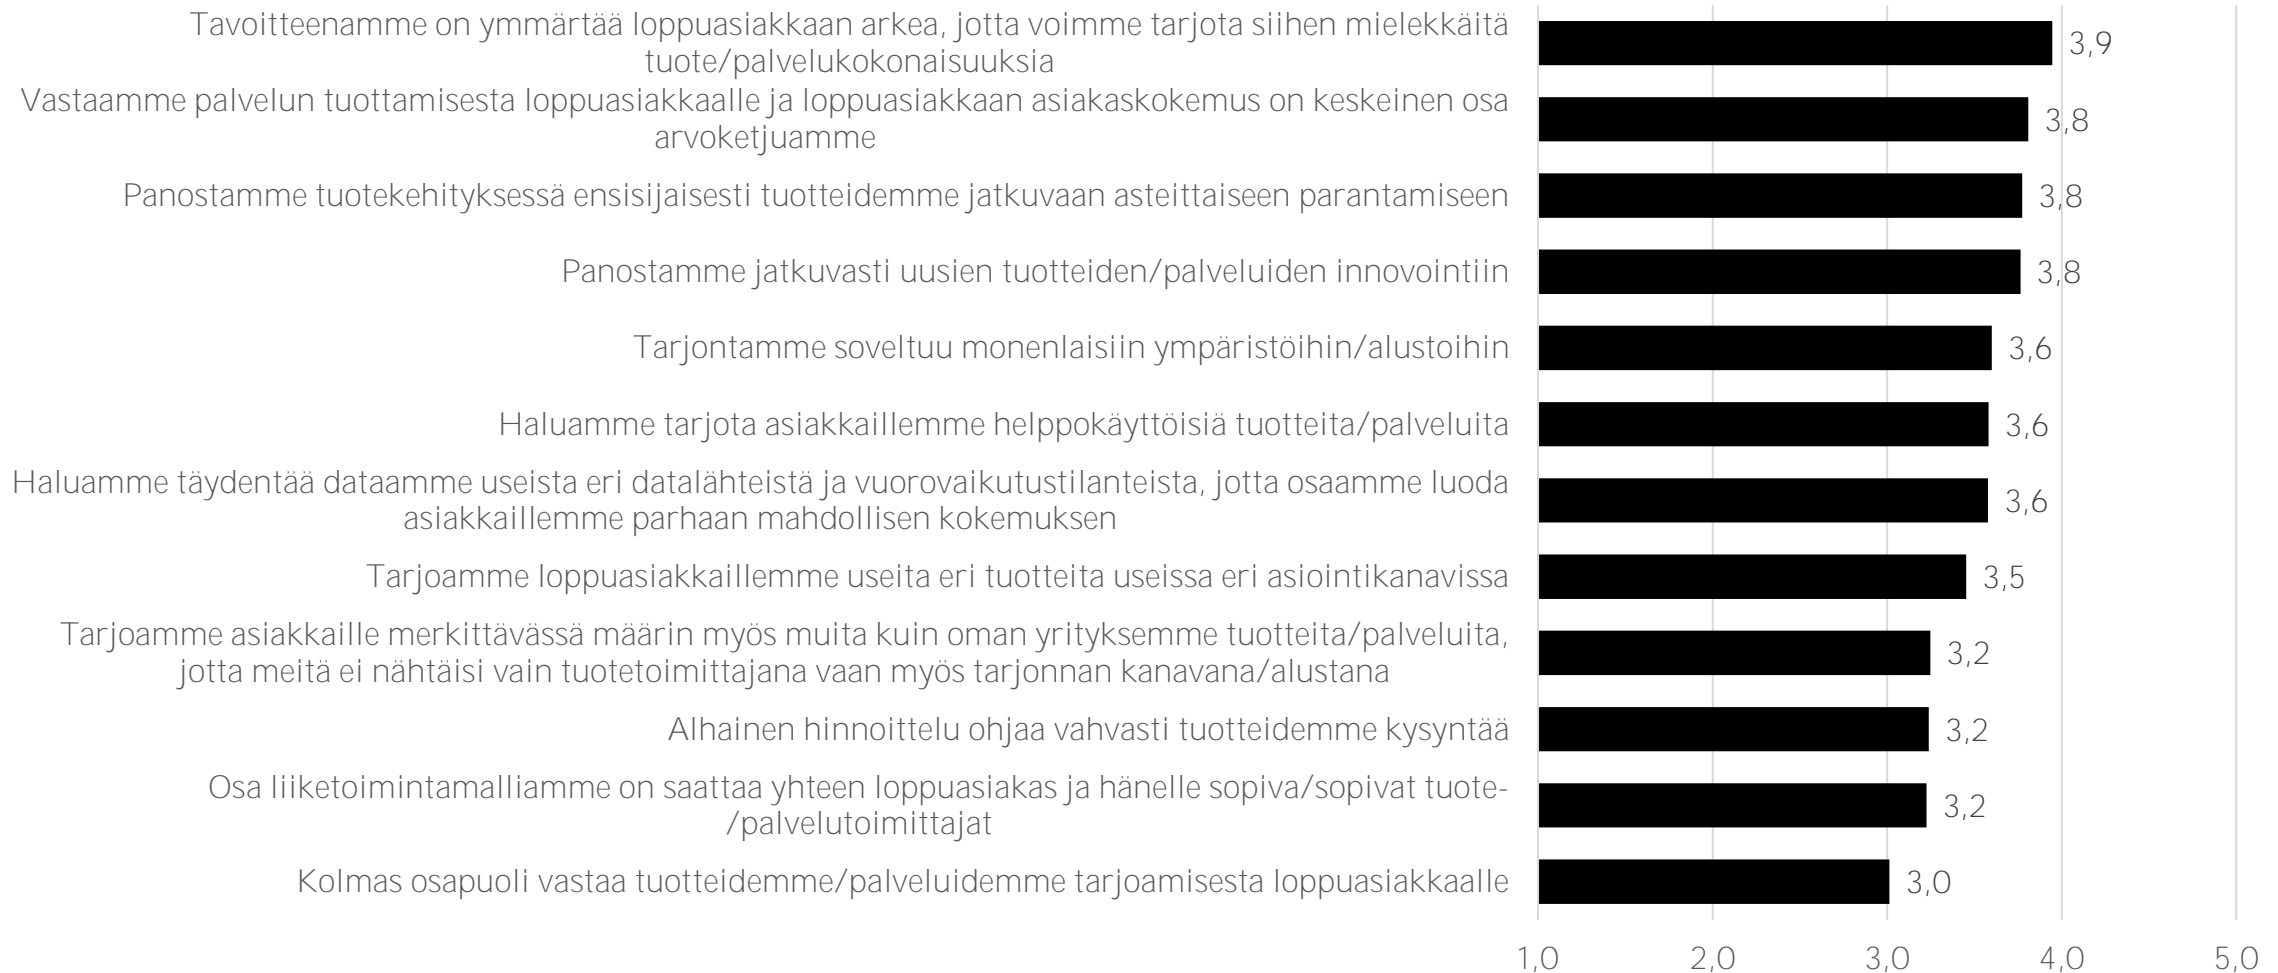 Tavoitteenamme on ymmärtää loppuasiakkaan arkea, jotta voimme tarjota siihen mielekkäitä
tuote/palvelukokonaisuuksia
3,9
Vastaamme palvelun tuottamisesta loppuasiakkaalle ja loppuasiakkaan asiakaskokemus on keskeinen osa
arvoketjuamme
3,8
Panostamme tuotekehityksessä ensisijaisesti tuotteidemme jatkuvaan asteittaiseen parantamiseen
3,8
Panostamme jatkuvasti uusien tuotteiden/palveluiden innovointiin
3,8
Tarjontamme soveltuu monenlaisiin ympäristöihin/alustoihin
3,6
Haluamme tarjota asiakkaillemme helppokäyttöisiä tuotteita/palveluita
3,6
Haluamme täydentää dataamme useista eri datalähteistä ja vuorovaikutustilanteista, jotta osaamme luoda
asiakkaillemme parhaan mahdollisen kokemuksen
3,6
Tarjoamme loppuasiakkaillemme useita eri tuotteita useissa eri asiointikanavissa
3,5
Tarjoamme asiakkaille merkittävässä määrin myös muita kuin oman yrityksemme tuotteita/palveluita,
jotta meitä ei nähtäisi vain tuotetoimittajana vaan myös tarjonnan kanavana/alustana
3,2
Alhainen hinnoittelu ohjaa vahvasti tuotteidemme kysyntää
3,2
Osa liiketoimintamalliamme on saattaa yhteen loppuasiakas ja hänelle sopiva/sopivat tuote-
/palvelutoimittajat
3,2
Kolmas osapuoli vastaa tuotteidemme/palveluidemme tarjoamisesta loppuasiakkaalle
3,0
1,0 2,0 3,0 4,0 5,0